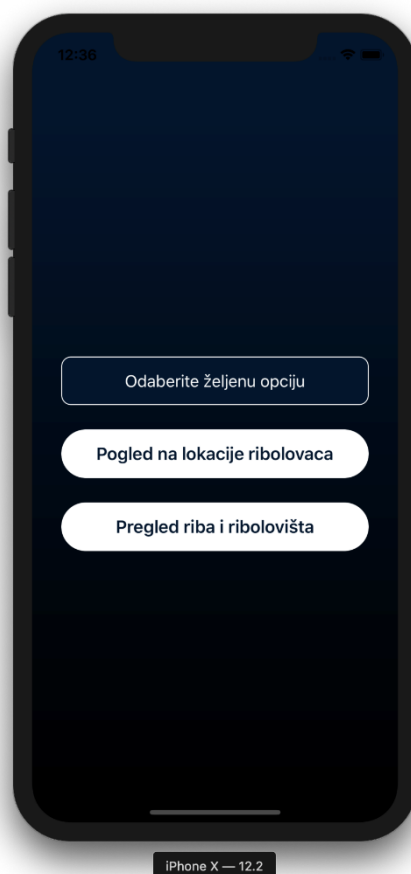 12:36
Odaberite željenu opciju
Pogled na lokacije ribolovaca
Pregled riba i ribolovišta
iPhone X — 12.2